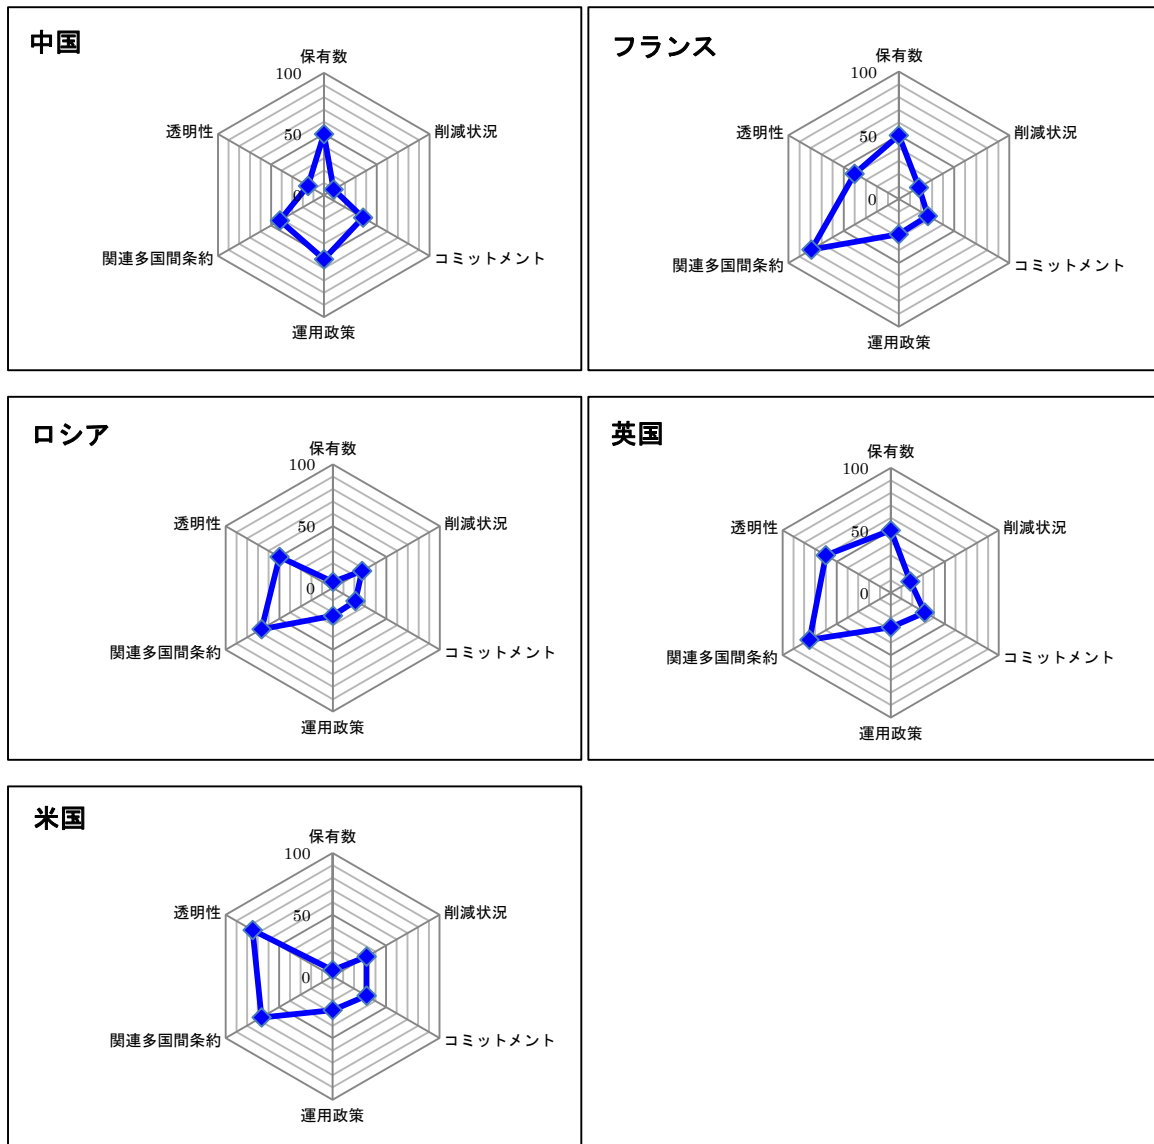 中国
保有数
100
透明性
削減状況
50
0
関連多国間条約
コミットメント
運用政策
フランス
保有数
100
透明性
削減状況
50
0
関連多国間条約
コミットメント
運用政策
ロシア
保有数
100
透明性
削減状況
50
0
関連多国間条約
コミットメント
運用政策
英国
保有数
100
透明性
削減状況
50
0
関連多国間条約
コミットメント
運用政策
米国
保有数
100
透明性
削減状況
50
0
関連多国間条約
コミットメント
運用政策